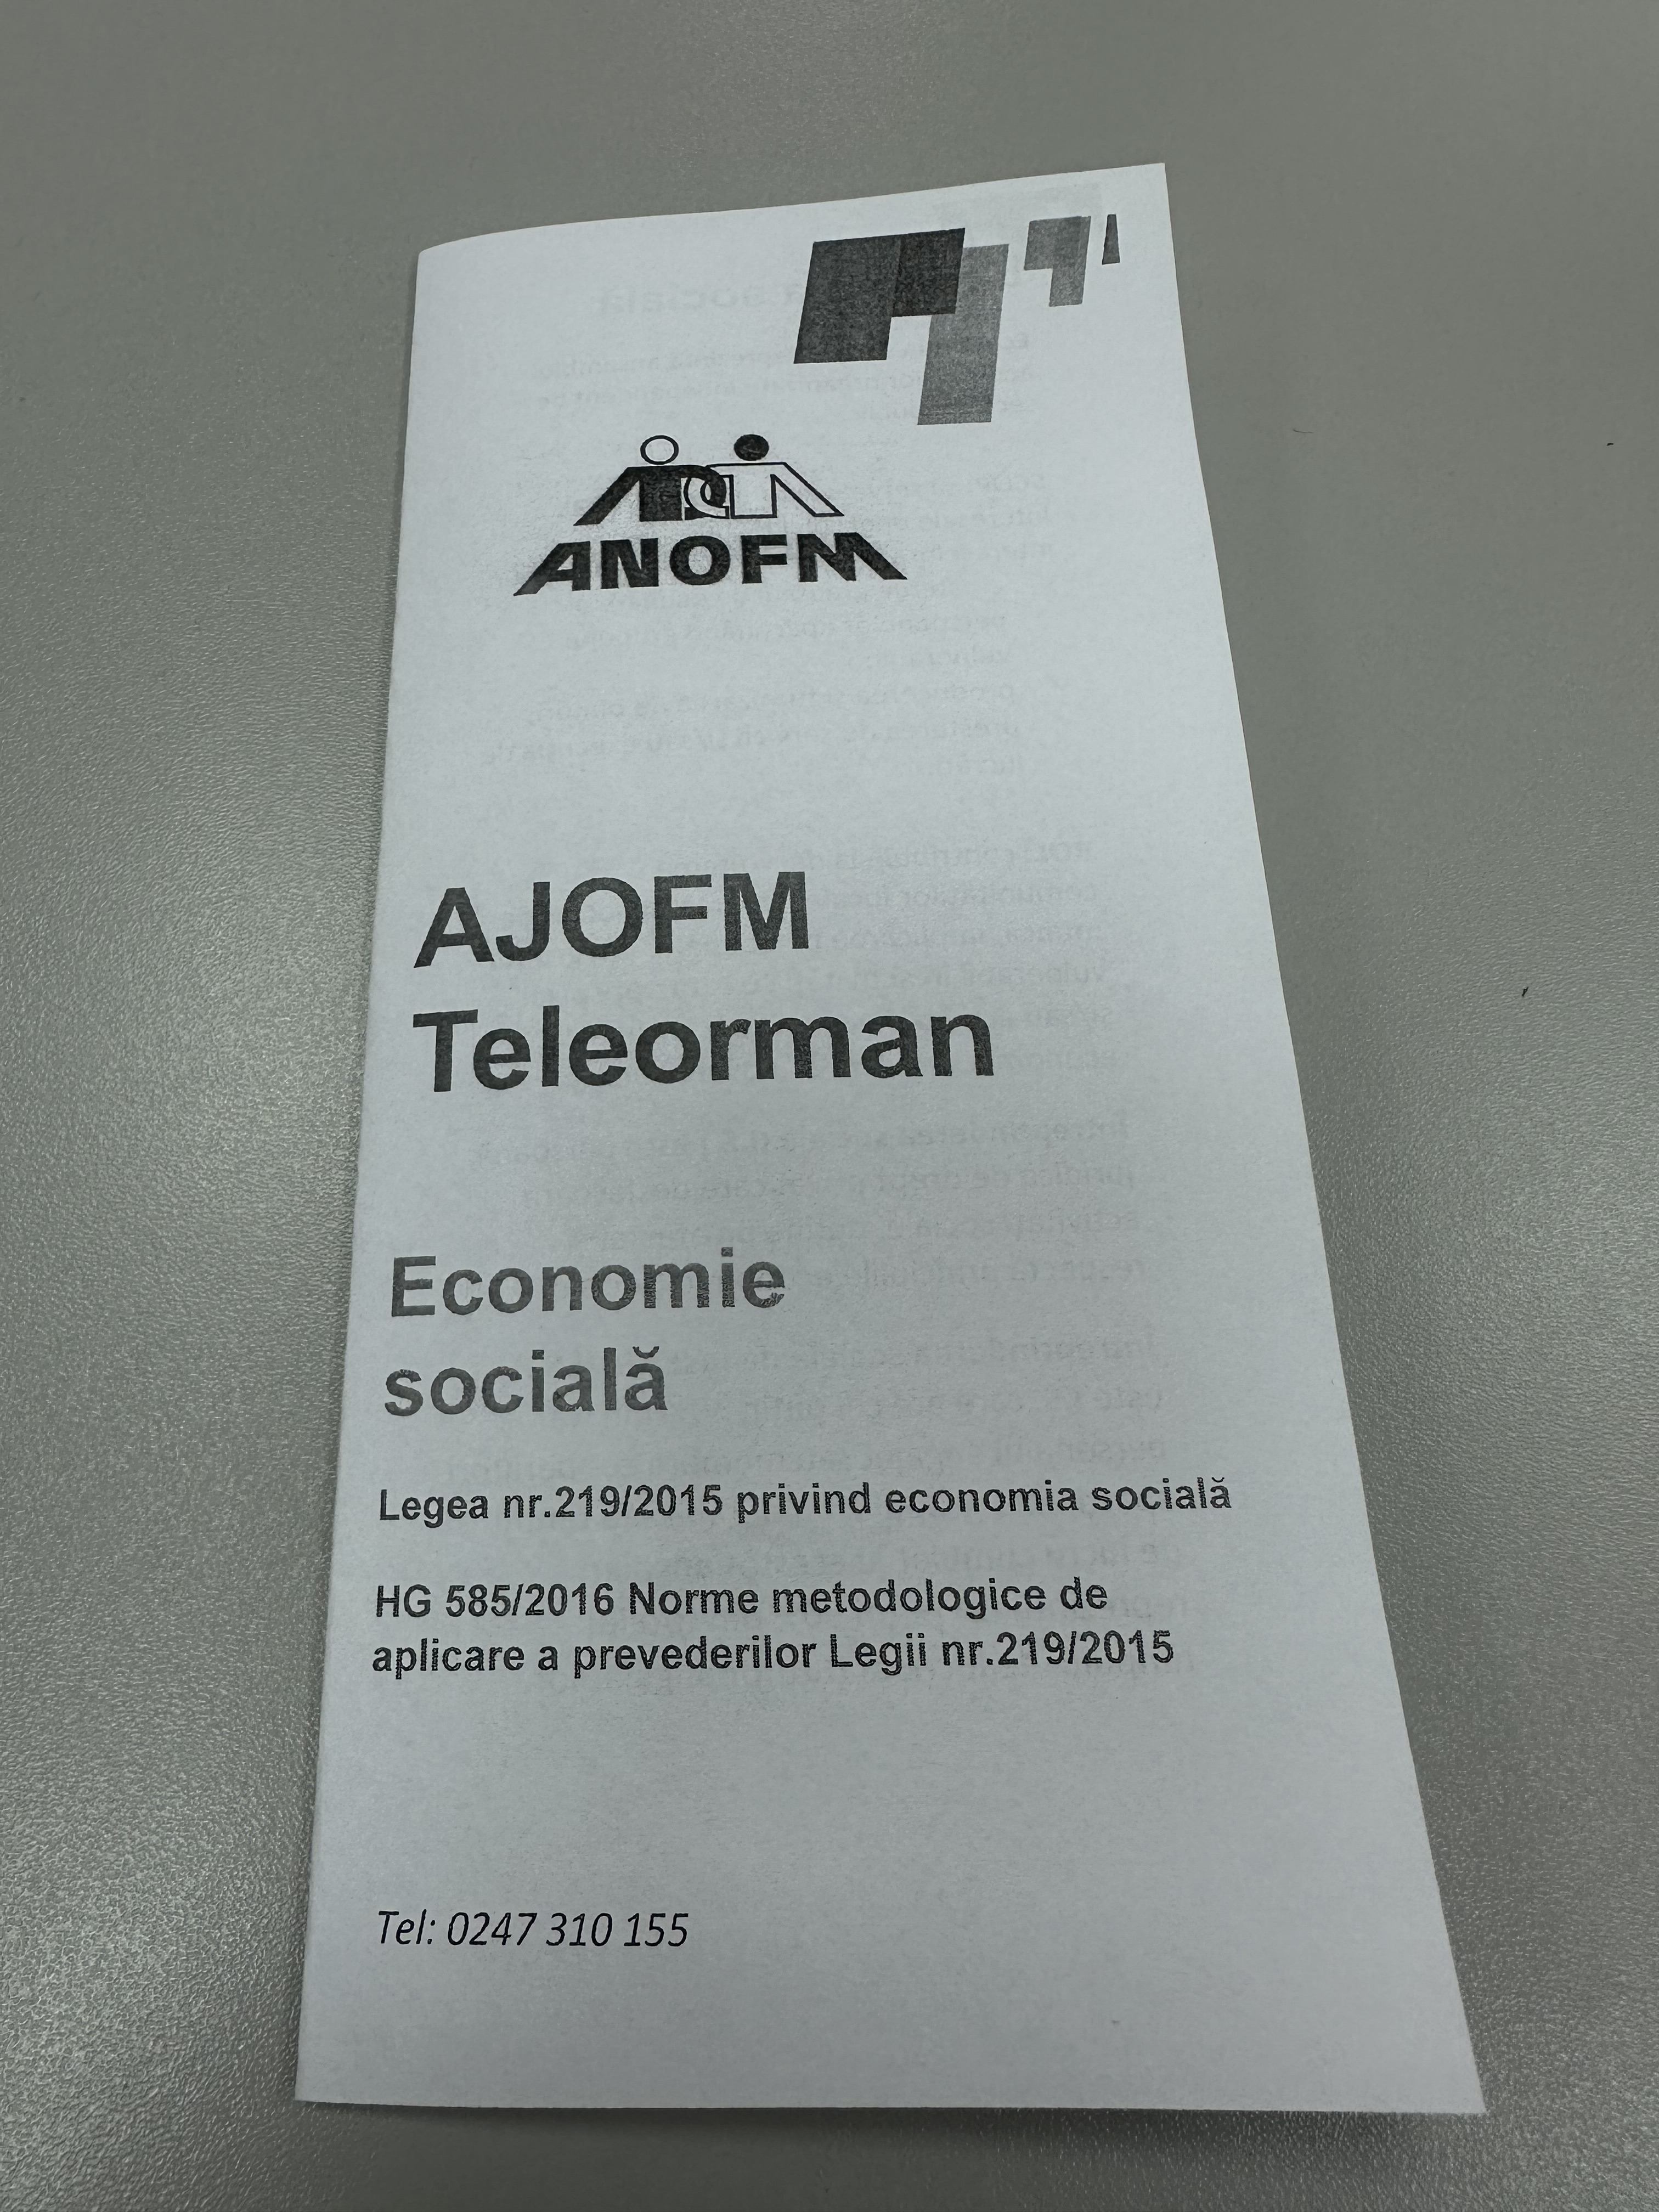 ANOFM
AJOFM
Teleorman
Economie
socială
Legea nr.219/2015 privind economia socială
HG 585/2016 Norme metodologice de
aplicare a prevederilor Legii nr.219/2015
Tel: 0247 310 155